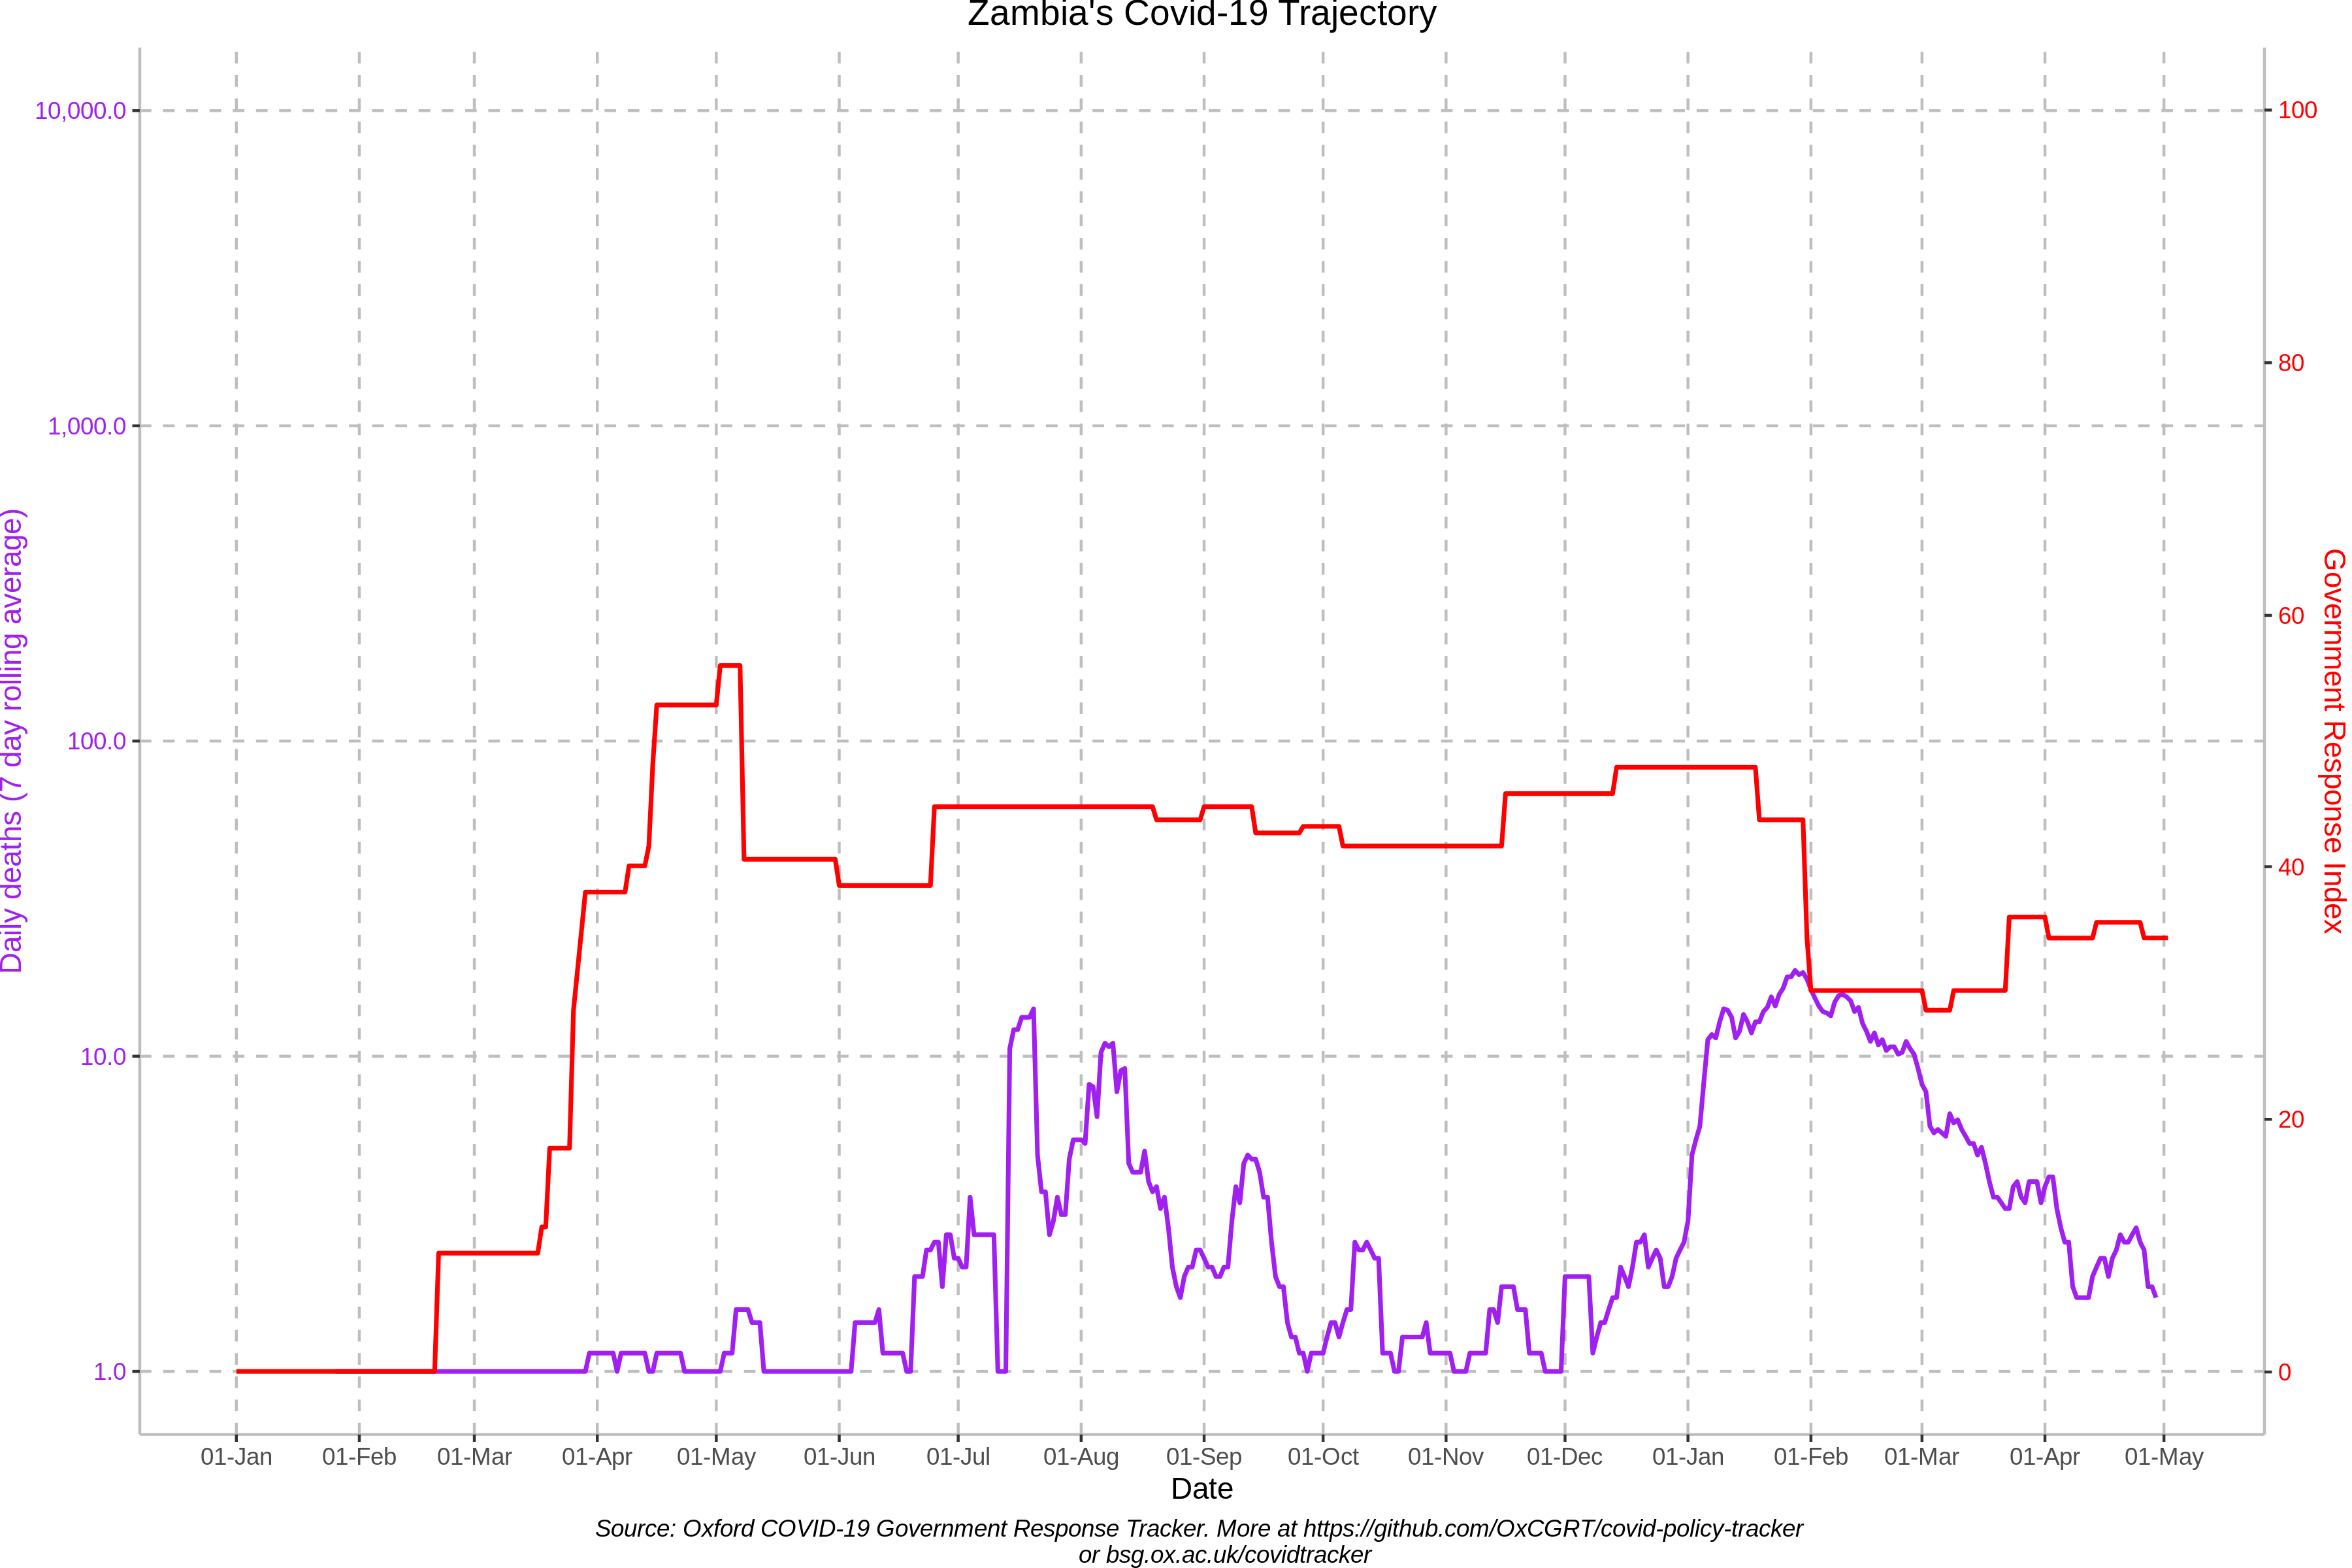 Zambia's Covid-19 Trajectory
10,000.0
1,000.0
100.0
10.0
1.0
Daily deaths (7 day rolling average)
100
80
60
40
20
0
Government Response Index
01-Jan 01-Feb 01-Mar 01-Apr 01-May 01-Jun 01-Jul 01-Aug 01-Sep 01-Oct 01-Nov 01-Dec 01-Jan 01-Feb 01-Mar 01-Apr 01-May
Date
Source: Oxford COVID-19 Government Response Tracker. More at https://github.com/OxCGRT/covid-policy-tracker
or bsg.ox.ac.uk/covidtracker